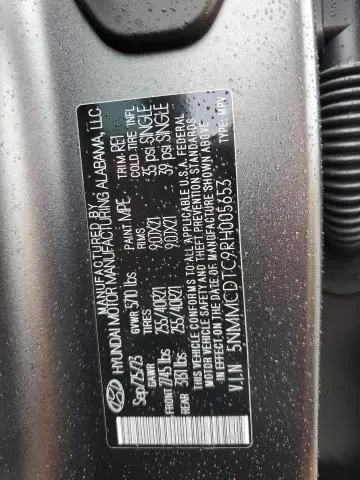 MANUFACTURED BY
HYUNDAI MOTOR MANUFACTURING ALABAMA, LLC
Sep/25/23 GVWR 5710 lbs PAINT MPE TRIM: RE1
GAWR TIRES RIMS COLD TIRE INFL
FRONT 2745 lbs 255/40R21 9.0JX21 35 psi SINGLE
REAR 3351 lbs 255/40R21 9.0JX21 39 psi SINGLE
THIS VEHICLE CONFORMS TO ALL APPLICABLE U.S.A. FEDERAL
MOTOR VEHICLE SAFETY AND THEFT PREVENTION STANDARDS
IN EFFECT ON THE DATE OF MANUFACTURE SHOWN ABOVE
V.I.N 5NMMCDTC9RH005653 TYPE: MPV